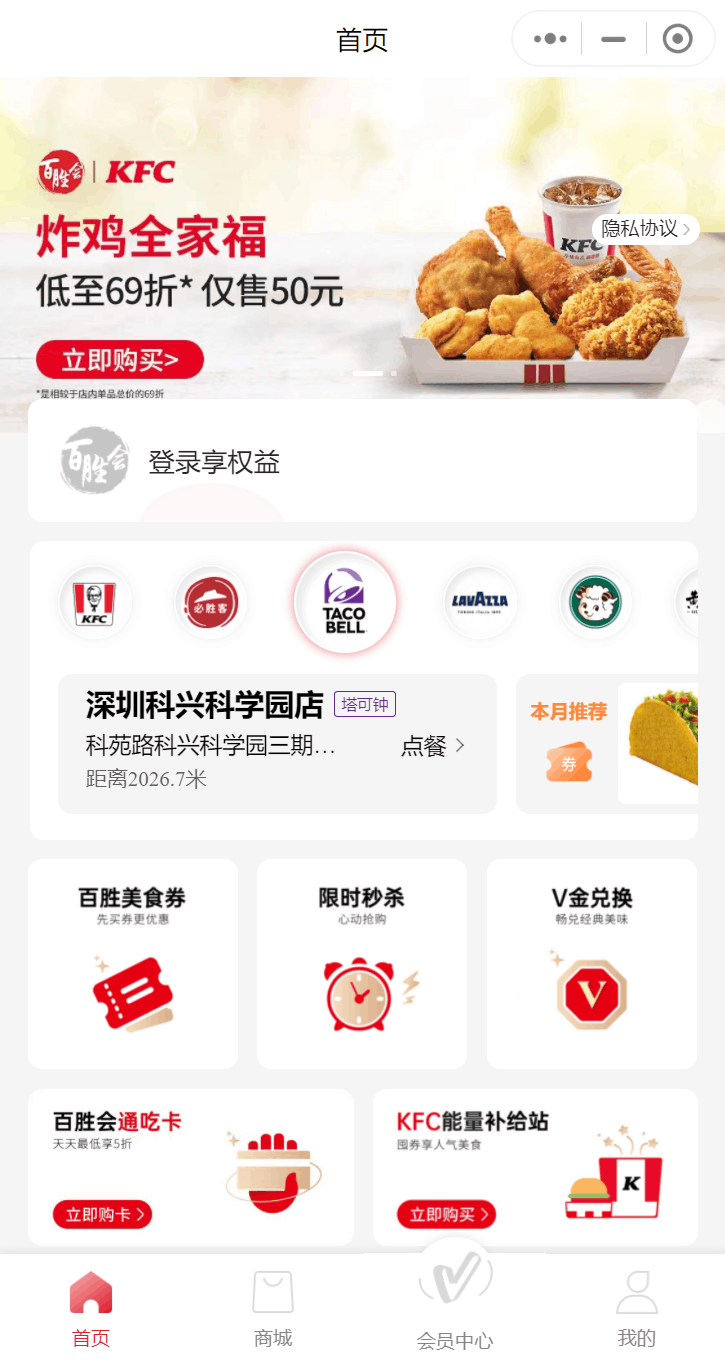 首页
百胜会 KFC
炸鸡全家福
低至69折* 仅售50元
隐私协议
KFC
立即购买>
*是相较于店内单品总价的69折
百胜会
登录享权益
KFC
必胜客
TACO BELL
LAVAZZA
TORINO, ITALIA, 1895
深圳科兴科学园店 塔可钟
科苑路科兴科学园三期... 点餐
距离2026.7米
本月推荐
券
百胜美食券
先买券更优惠
限时秒杀
心动抢购
V金兑换
畅兑经典美味
V
百胜会通吃卡
天天最低享5折
立即购卡
KFC能量补给站
囤券享人气美食
K
立即购买
首页
商城
会员中心
我的